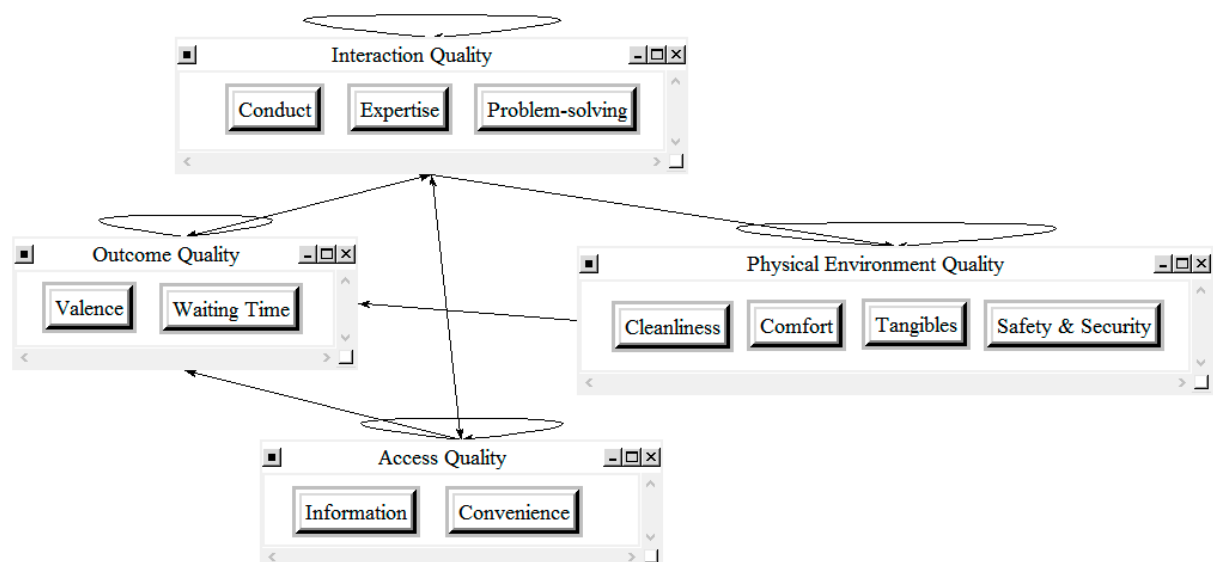 Interaction Quality
Conduct
Expertise
Problem-solving
Outcome Quality
Valence
Waiting Time
Physical Environment Quality
Cleanliness
Comfort
Tangibles
Safety & Security
Access Quality
Information
Convenience